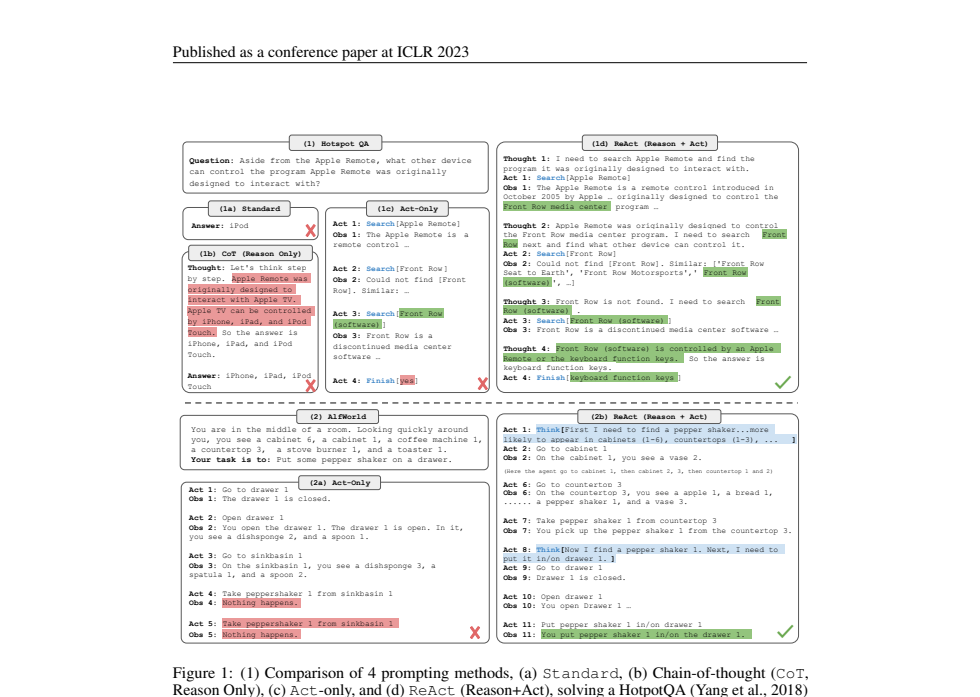 Published as a conference paper at ICLR 2023
(1) Hotspot QA
Question: Aside from the Apple Remote, what other device
can control the program Apple Remote was originally
designed to interact with?
(1a) Standard
Answer: iPod
(1b) CoT (Reason Only)
Thought: Let's think step
by step. Apple Remote was
originally designed to
interact with Apple TV.
Apple TV can be controlled
by iPhone, iPad, and iPod
Touch. So the answer is
iPhone, iPad, and iPod
Touch.
Answer: iPhone, iPad, iPod
Touch
(1c) Act-Only
Act 1: Search[Apple Remote]
Obs 1: The Apple Remote is a
remote control …
Act 2: Search[Front Row]
Obs 2: Could not find [Front
Row]. Similar: …
Act 3: Search[Front Row
(software)]
Obs 3: Front Row is a
discontinued media center
software …
Act 4: Finish[yes]
(1d) ReAct (Reason + Act)
Thought 1: I need to search Apple Remote and find the
program it was originally designed to interact with.
Act 1: Search[Apple Remote]
Obs 1: The Apple Remote is a remote control introduced in
October 2005 by Apple … originally designed to control the
Front Row media center program …
Thought 2: Apple Remote was originally designed to control
the Front Row media center program. I need to search Front
Row next and find what other device can control it.
Act 2: Search[Front Row]
Obs 2: Could not find [Front Row]. Similar: ['Front Row
Seat to Earth', 'Front Row Motorsports',' Front Row
(software)', …]
Thought 3: Front Row is not found. I need to search Front
Row (software) .
Act 3: Search[Front Row (software)]
Obs 3: Front Row is a discontinued media center software …
Thought 4: Front Row (software) is controlled by an Apple
Remote or the keyboard function keys. So the answer is
keyboard function keys.
Act 4: Finish[keyboard function keys]
(2) AlfWorld
You are in the middle of a room. Looking quickly around
you, you see a cabinet 6, a cabinet 1, a coffee machine 1,
a countertop 3, a stove burner 1, and a toaster 1.
Your task is to: Put some pepper shaker on a drawer.
(2a) Act-Only
Act 1: Go to drawer 1
Obs 1: The drawer 1 is closed.
Act 2: Open drawer 1
Obs 2: You open the drawer 1. The drawer 1 is open. In it,
you see a dishsponge 2, and a spoon 1.
Act 3: Go to sinkbasin 1
Obs 3: On the sinkbasin 1, you see a dishsponge 3, a
spatula 1, and a spoon 2.
Act 4: Take peppershaker 1 from sinkbasin 1
Obs 4: Nothing happens.
Act 5: Take peppershaker 1 from sinkbasin 1
Obs 5: Nothing happens.
(2b) ReAct (Reason + Act)
Act 1: Think[First I need to find a pepper shaker...more
likely to appear in cabinets (1-6), countertops (1-3), ... ]
Act 2: Go to cabinet 1
Obs 2: On the cabinet 1, you see a vase 2.
(Here the agent go to cabinet 1, then cabinet 2, 3, then countertop 1 and 2)
Act 6: Go to countertop 3
Obs 6: On the countertop 3, you see a apple 1, a bread 1,
...... a pepper shaker 1, and a vase 3.
Act 7: Take pepper shaker 1 from countertop 3
Obs 7: You pick up the pepper shaker 1 from the countertop 3.
Act 8: Think[Now I find a pepper shaker 1. Next, I need to
put it in/on drawer 1. ]
Act 9: Go to drawer 1
Obs 9: Drawer 1 is closed.
Act 10: Open drawer 1
Obs 10: You open Drawer 1 …
Act 11: Put pepper shaker 1 in/on drawer 1
Obs 11: You put pepper shaker 1 in/on the drawer 1.
Figure 1: (1) Comparison of 4 prompting methods, (a) Standard, (b) Chain-of-thought (CoT,
Reason Only), (c) Act-only, and (d) ReAct (Reason+Act), solving a HotpotQA (Yang et al., 2018)